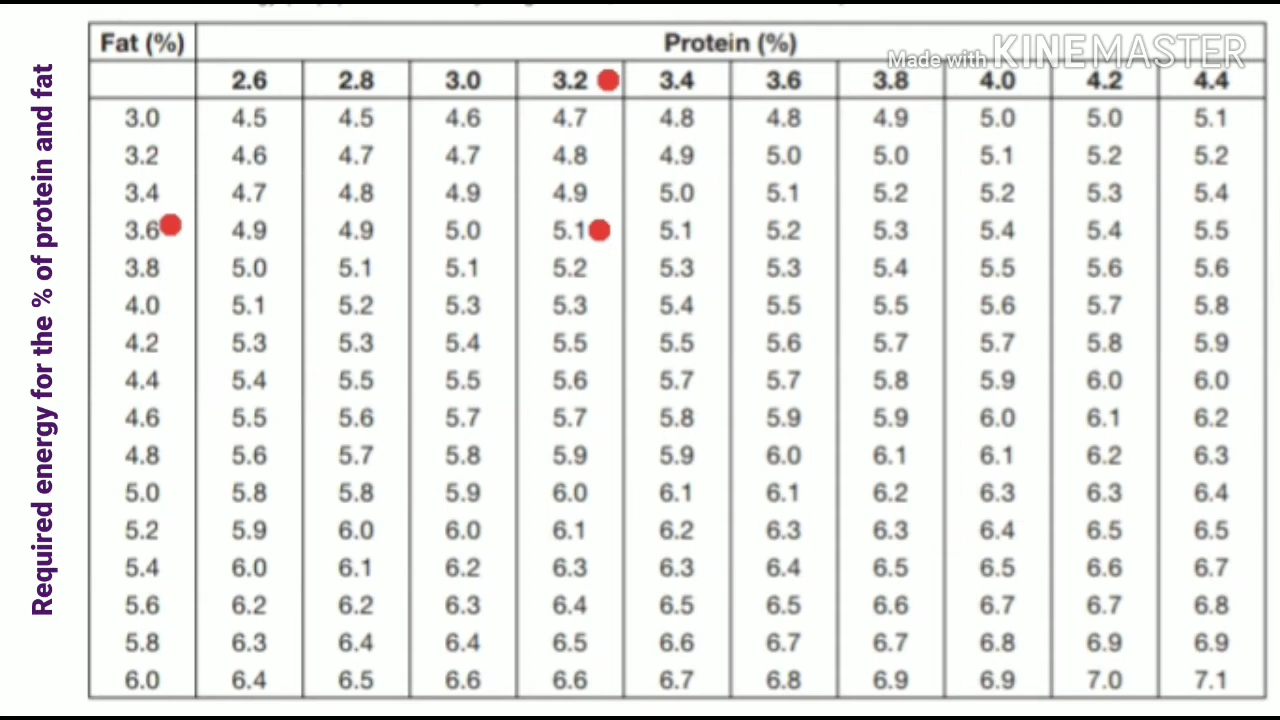 Required energy for the % of protein and fat
Fat (%) Protein (%)
Made with KINEMASTER
2.6 2.8 3.0 3.2 3.4 3.6 3.8 4.0 4.2 4.4
3.0 4.5 4.5 4.6 4.7 4.8 4.8 4.9 5.0 5.0 5.1
3.2 4.6 4.7 4.7 4.8 4.9 5.0 5.0 5.1 5.2 5.2
3.4 4.7 4.8 4.9 4.9 5.0 5.1 5.2 5.2 5.3 5.4
3.6 4.9 4.9 5.0 5.1 5.1 5.2 5.3 5.4 5.4 5.5
3.8 5.0 5.1 5.1 5.2 5.3 5.3 5.4 5.5 5.6 5.6
4.0 5.1 5.2 5.3 5.3 5.4 5.5 5.5 5.6 5.7 5.8
4.2 5.3 5.3 5.4 5.5 5.5 5.6 5.7 5.7 5.8 5.9
4.4 5.4 5.5 5.5 5.6 5.7 5.7 5.8 5.9 6.0 6.0
4.6 5.5 5.6 5.7 5.7 5.8 5.9 5.9 6.0 6.1 6.2
4.8 5.6 5.7 5.8 5.9 5.9 6.0 6.1 6.1 6.2 6.3
5.0 5.8 5.8 5.9 6.0 6.1 6.1 6.2 6.3 6.3 6.4
5.2 5.9 6.0 6.0 6.1 6.2 6.3 6.3 6.4 6.5 6.5
5.4 6.0 6.1 6.2 6.3 6.3 6.4 6.5 6.5 6.6 6.7
5.6 6.2 6.2 6.3 6.4 6.5 6.5 6.6 6.7 6.7 6.8
5.8 6.3 6.4 6.4 6.5 6.6 6.7 6.7 6.8 6.9 6.9
6.0 6.4 6.5 6.6 6.6 6.7 6.8 6.9 6.9 7.0 7.1